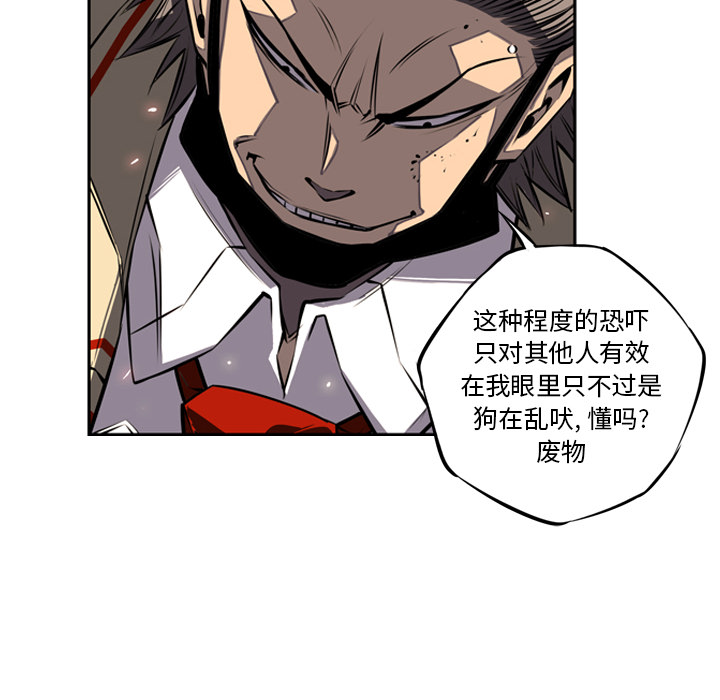 这种程度的恐吓
只对其他人有效
在我眼里只不过是
狗在乱吠, 懂吗?
废物